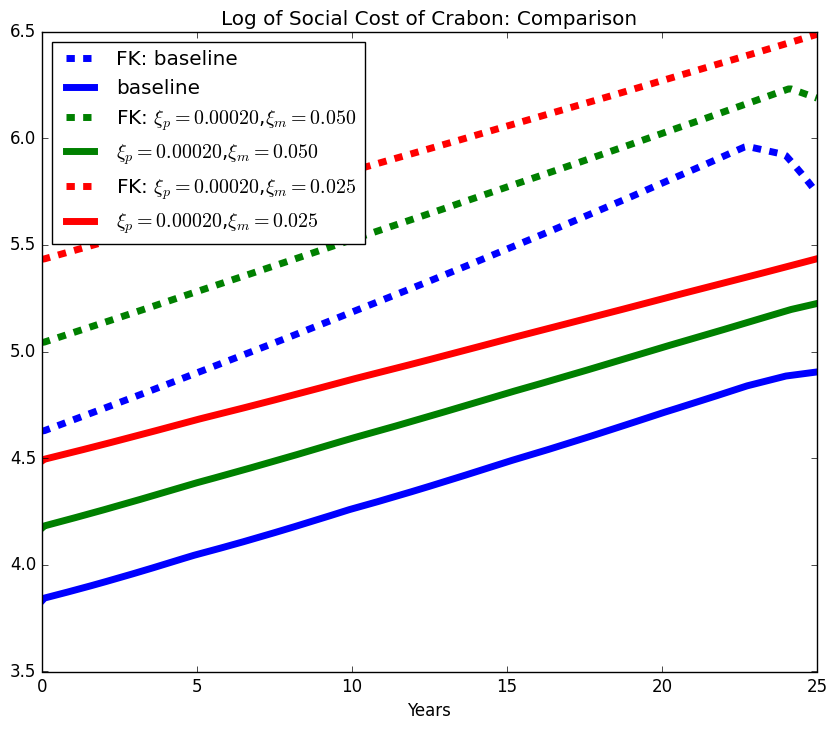 Log of Social Cost of Crabon: Comparison
6.5
6.0
5.5
5.0
4.5
4.0
3.5
FK: baseline
baseline
FK: ξp = 0.00020, ξm = 0.050
ξp = 0.00020, ξm = 0.050
FK: ξp = 0.00020, ξm = 0.025
ξp = 0.00020, ξm = 0.025
0 5 10 15 20 25
Years